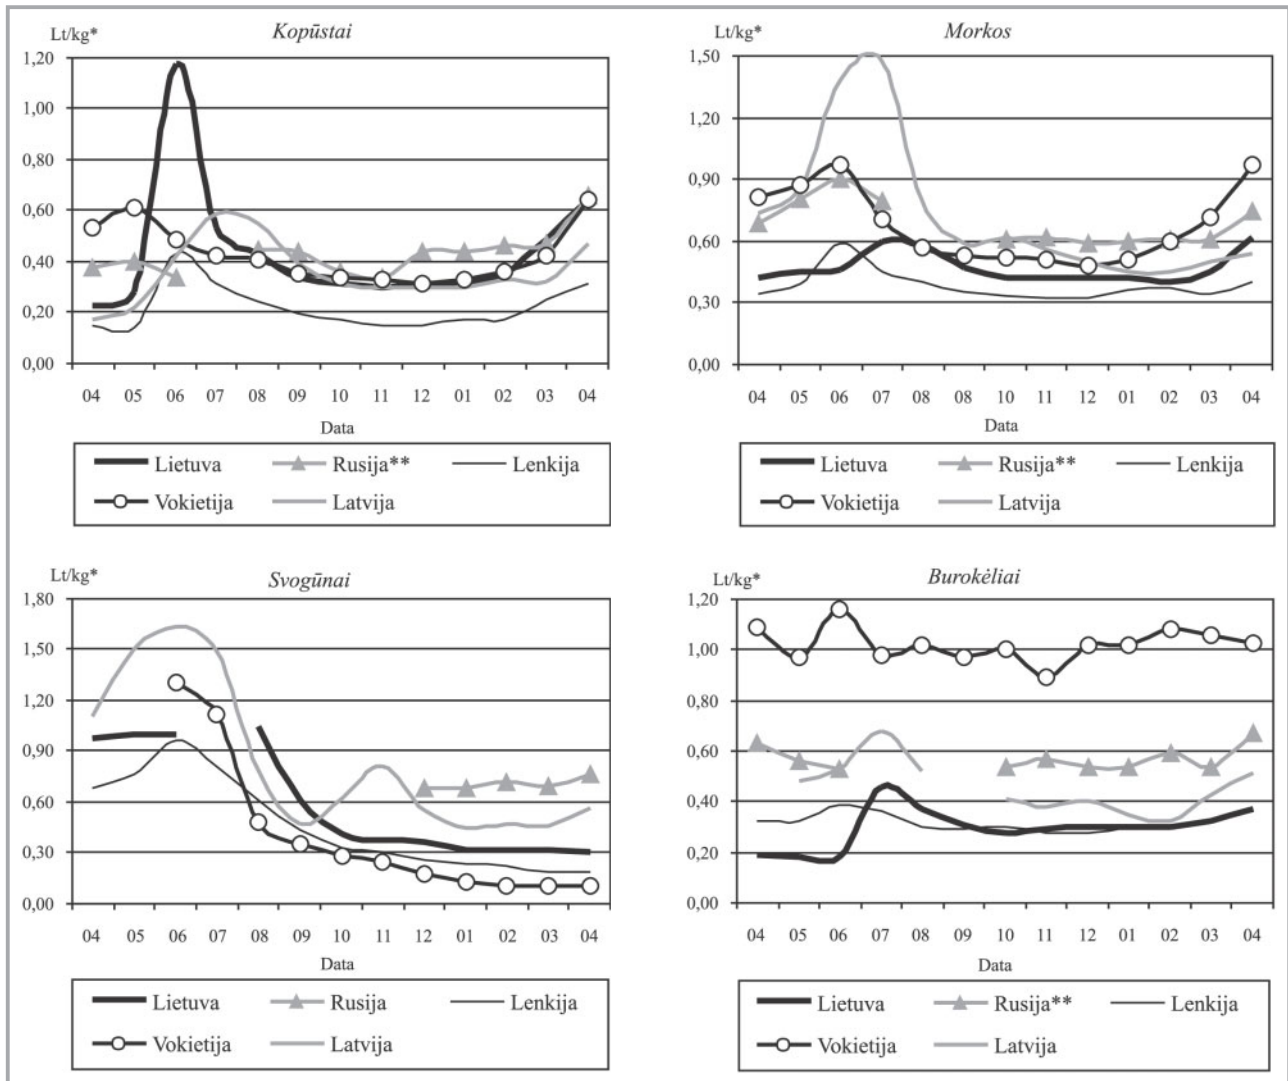 Kopūstai
Lt/kg*
1,20
1,00
0,80
0,60
0,40
0,20
0,00
04 05 06 07 08 09 10 11 12 01 02 03 04
Data
Lietuva Rusija** Lenkija
Vokietija Latvija
Morkos
Lt/kg*
1,50
1,20
0,90
0,60
0,30
0,00
04 05 06 07 08 09 10 11 12 01 02 03 04
Data
Lietuva Rusija** Lenkija
Vokietija Latvija
Svogūnai
Lt/kg*
1,80
1,50
1,20
0,90
0,60
0,30
0,00
04 05 06 07 08 09 10 11 12 01 02 03 04
Data
Lietuva Rusija Lenkija
Vokietija Latvija
Burokėliai
Lt/kg*
1,20
1,00
0,80
0,60
0,40
0,20
0,00
04 05 06 07 08 09 10 11 12 01 02 03 04
Data
Lietuva Rusija** Lenkija
Vokietija Latvija